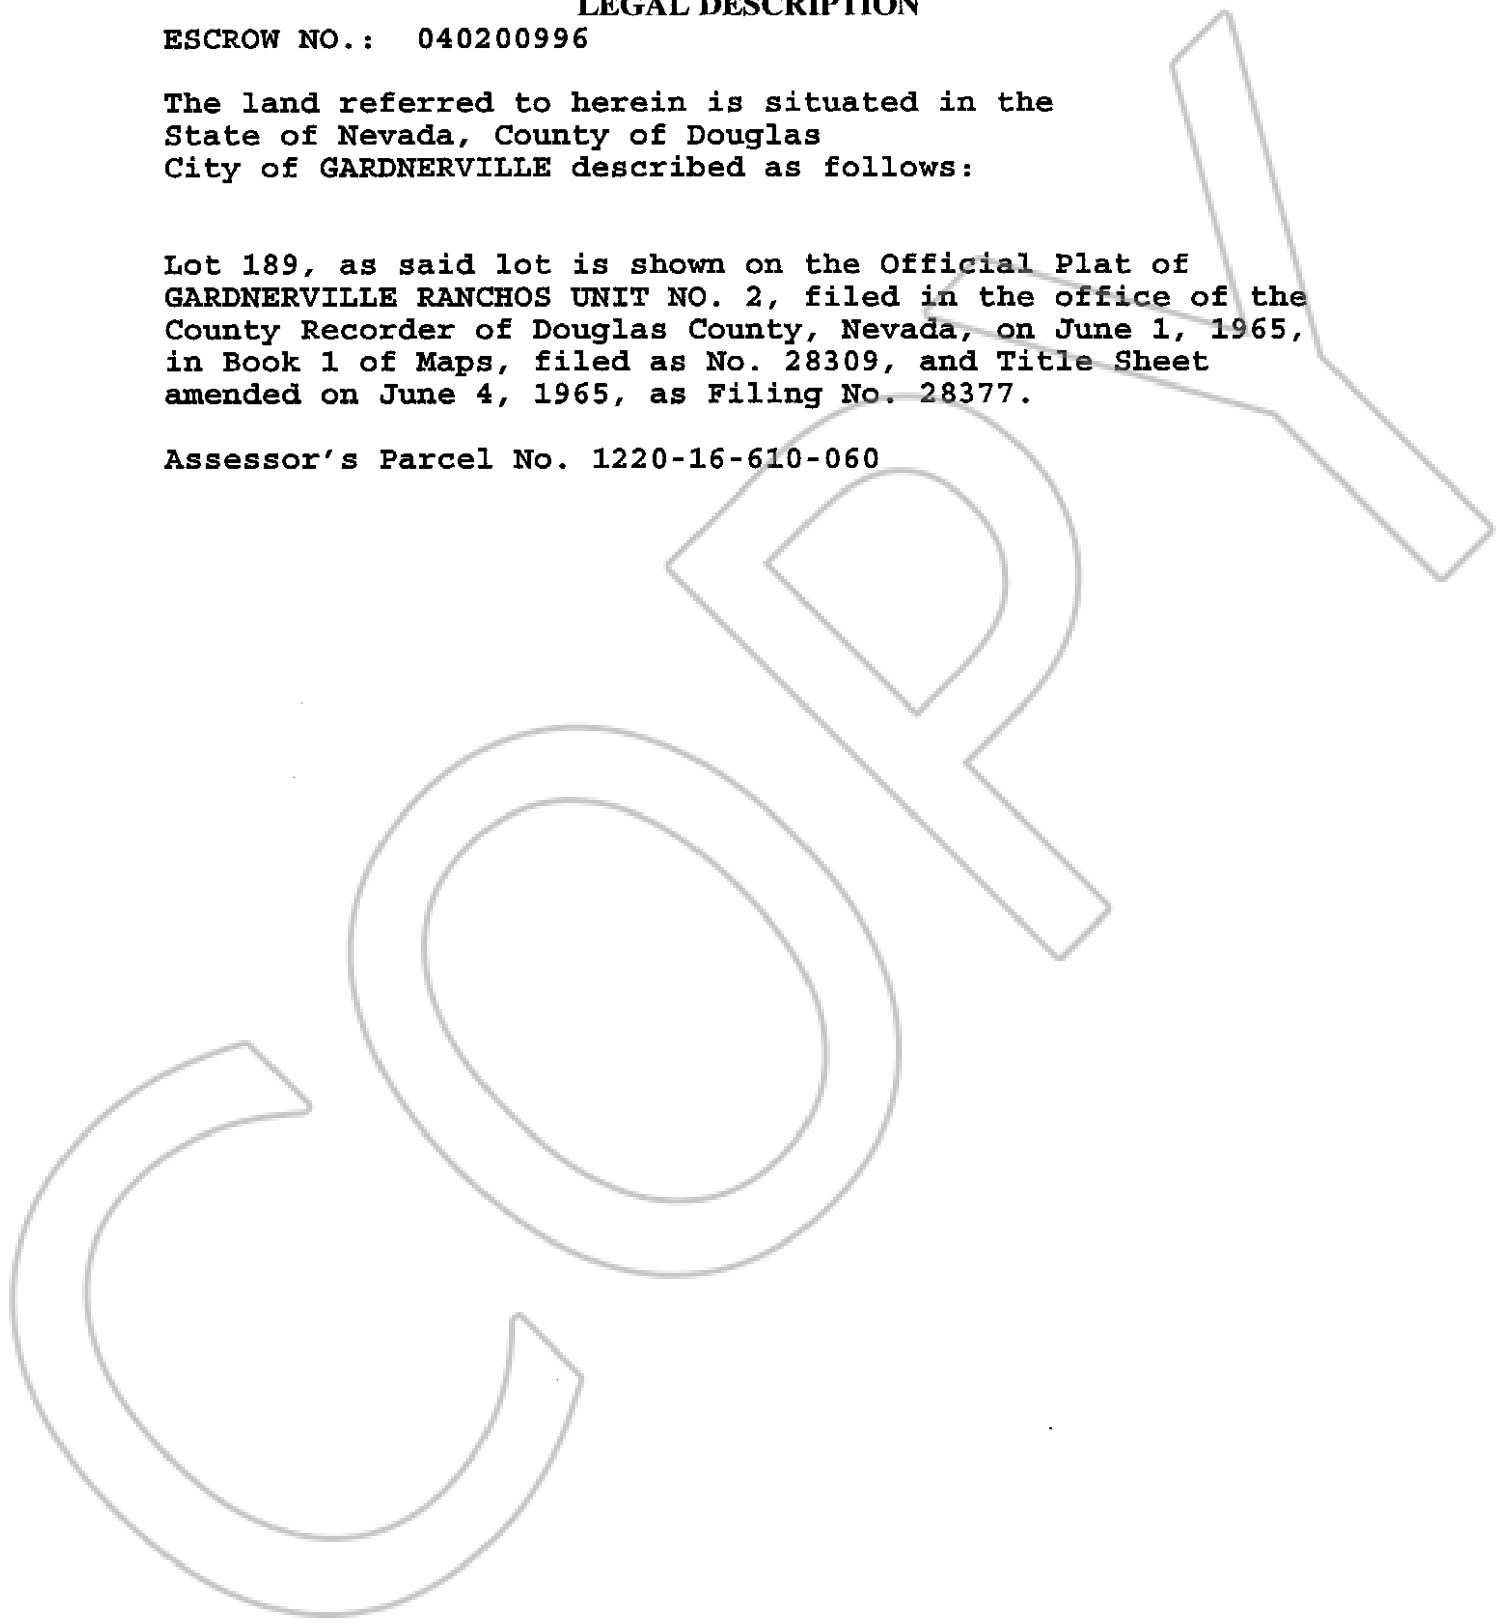 LEGAL DESCRIPTION
ESCROW NO.: 040200996
The land referred to herein is situated in the
State of Nevada, County of Douglas
City of GARDNERVILLE described as follows:
Lot 189, as said lot is shown on the Official Plat of
GARDNERVILLE RANCHOS UNIT NO. 2, filed in the office of the
County Recorder of Douglas County, Nevada, on June 1, 1965,
in Book 1 of Maps, filed as No. 28309, and Title Sheet
amended on June 4, 1965, as Filing No. 28377.
Assessor's Parcel No. 1220-16-610-060
COPY